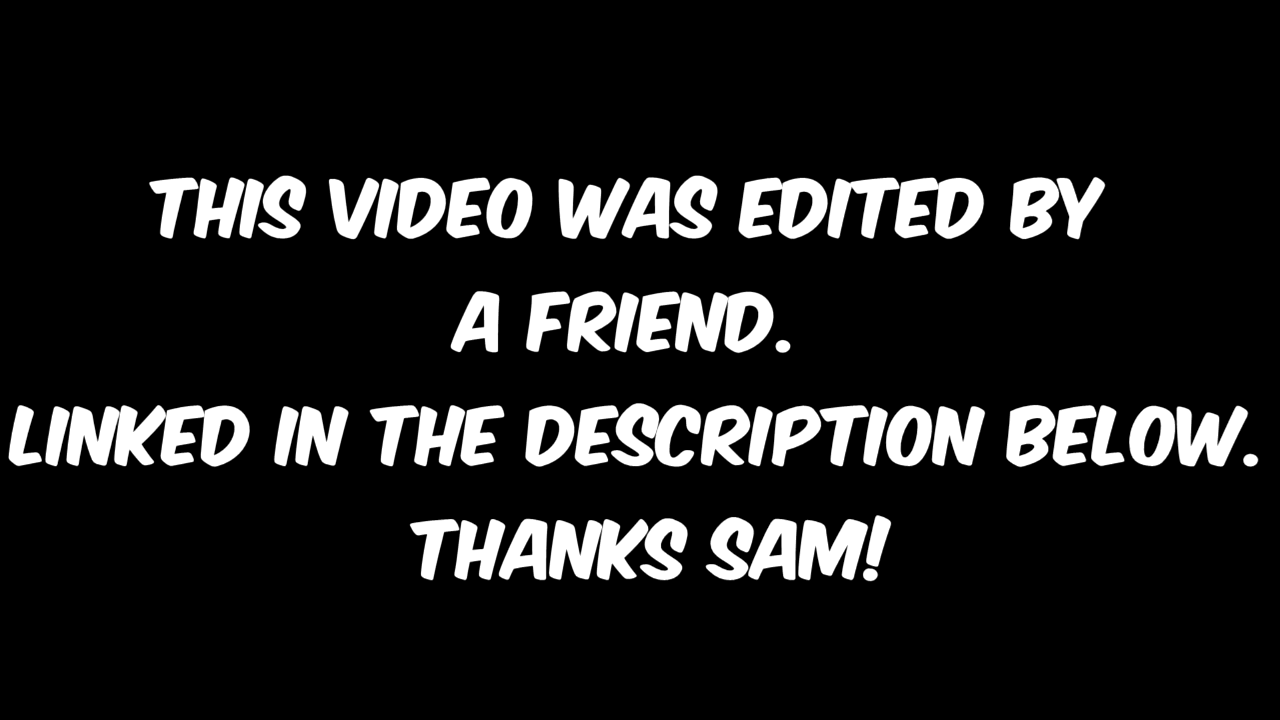 THIS VIDEO WAS EDITED BY
A FRIEND.
LINKED IN THE DESCRIPTION BELOW.
THANKS SAM!